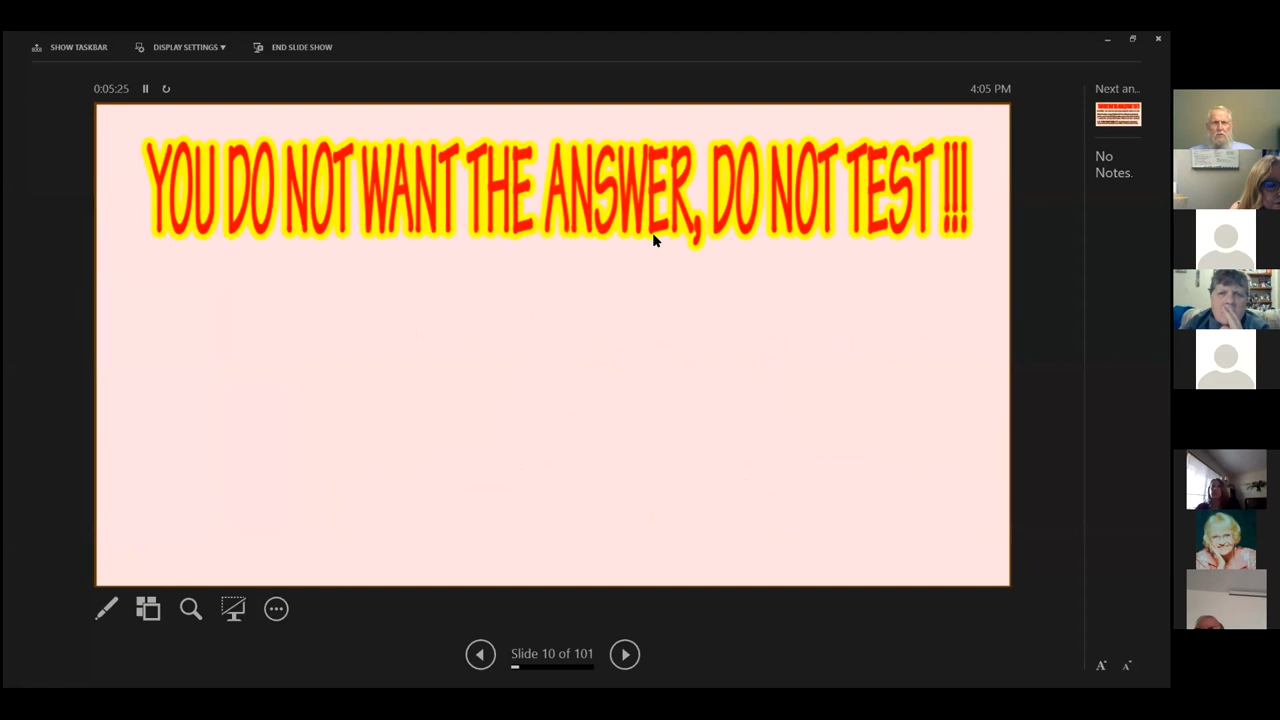 SHOW TASKBAR
DISPLAY SETTINGS ▼
END SLIDE SHOW
0:05:25
4:05 PM
YOU DO NOT WANT THE ANSWER, DO NOT TEST !!!
Next an..
No
Notes.
Slide 10 of 101
A
A